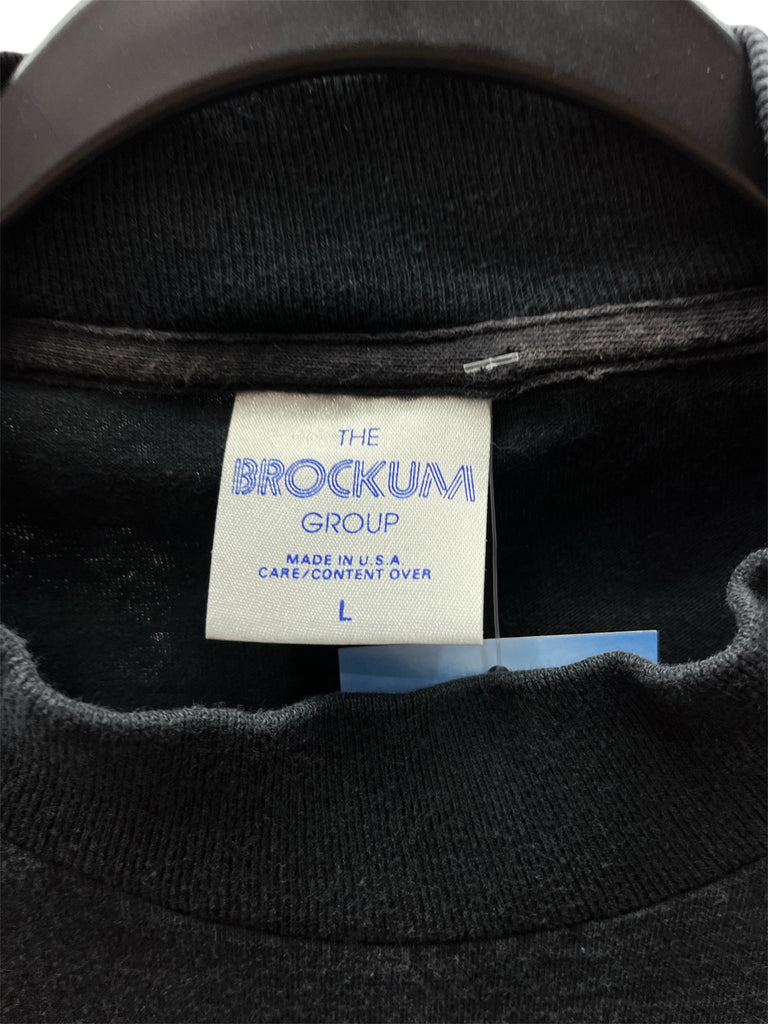 THE
BROCKUM
GROUP
MADE IN U.S.A
CARE/CONTENT OVER
L